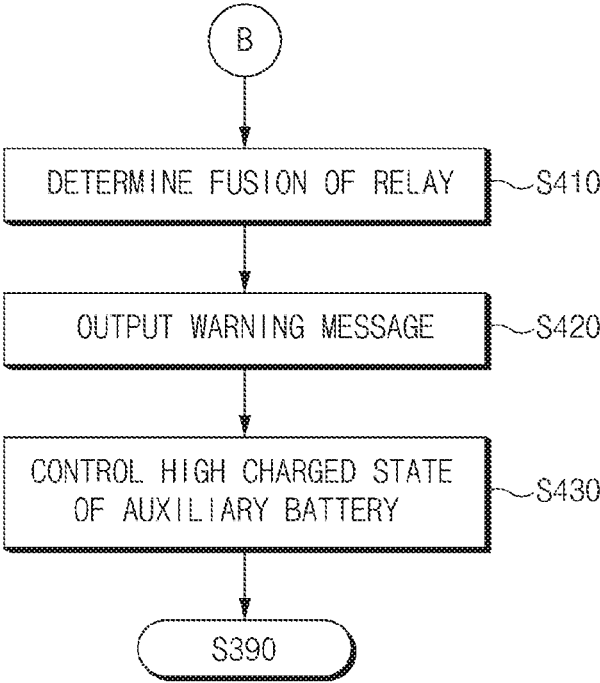 B
DETERMINE FUSION OF RELAY
S410
OUTPUT WARNING MESSAGE
S420
CONTROL HIGH CHARGED STATE
OF AUXILIARY BATTERY
S430
S390